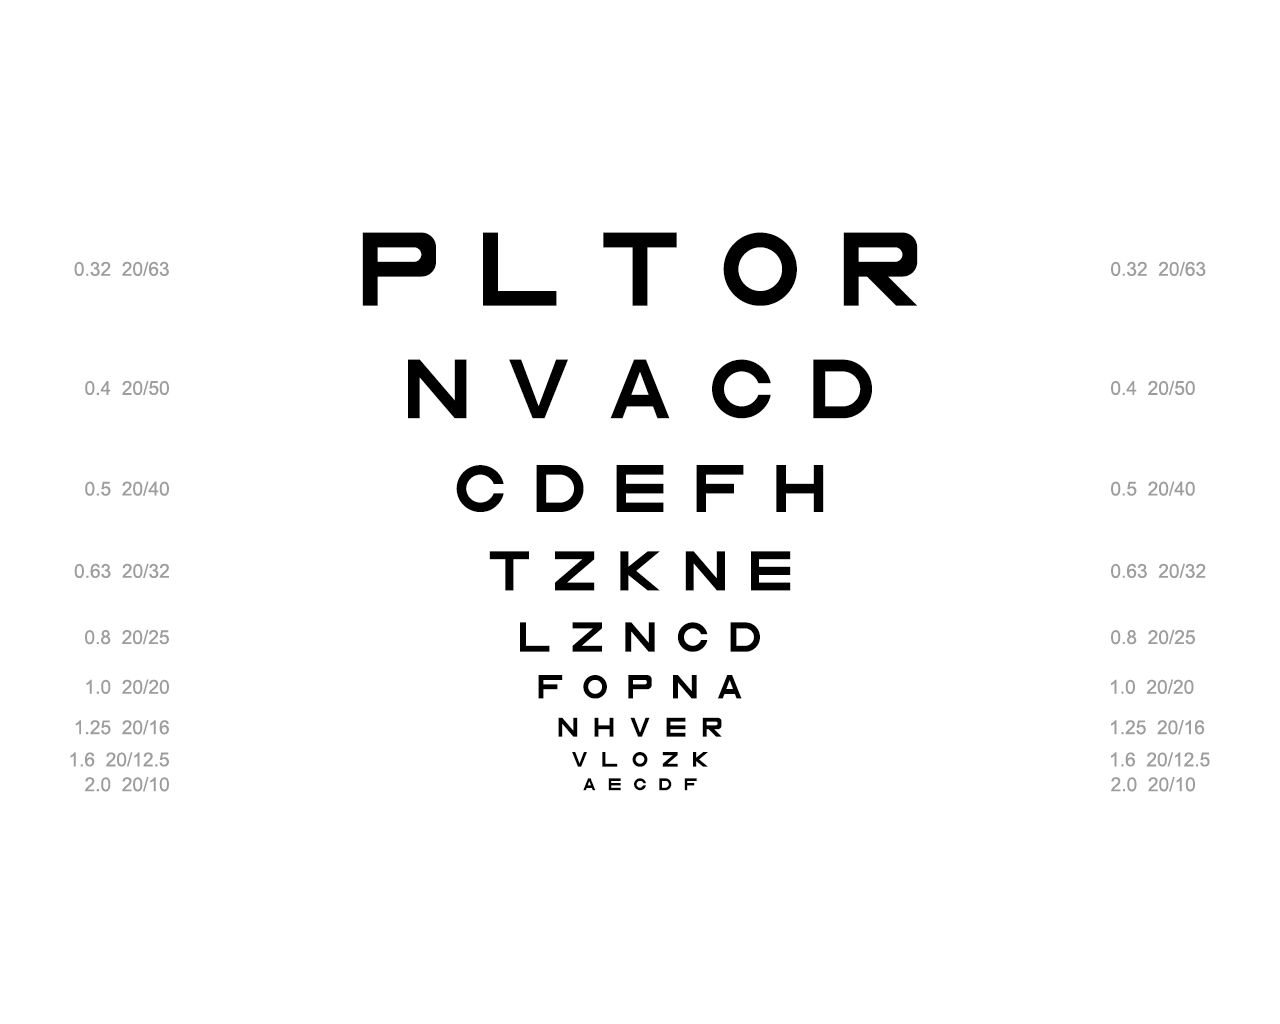 0.32 20/63 P L T O R 0.32 20/63
0.4 20/50 N V A C D 0.4 20/50
0.5 20/40 C D E F H 0.5 20/40
0.63 20/32 T Z K N E 0.63 20/32
0.8 20/25 L Z N C D 0.8 20/25
1.0 20/20 F O P N A 1.0 20/20
1.25 20/16 N H V E R 1.25 20/16
1.6 20/12.5 V L O Z K 1.6 20/12.5
2.0 20/10 A E C D F 2.0 20/10